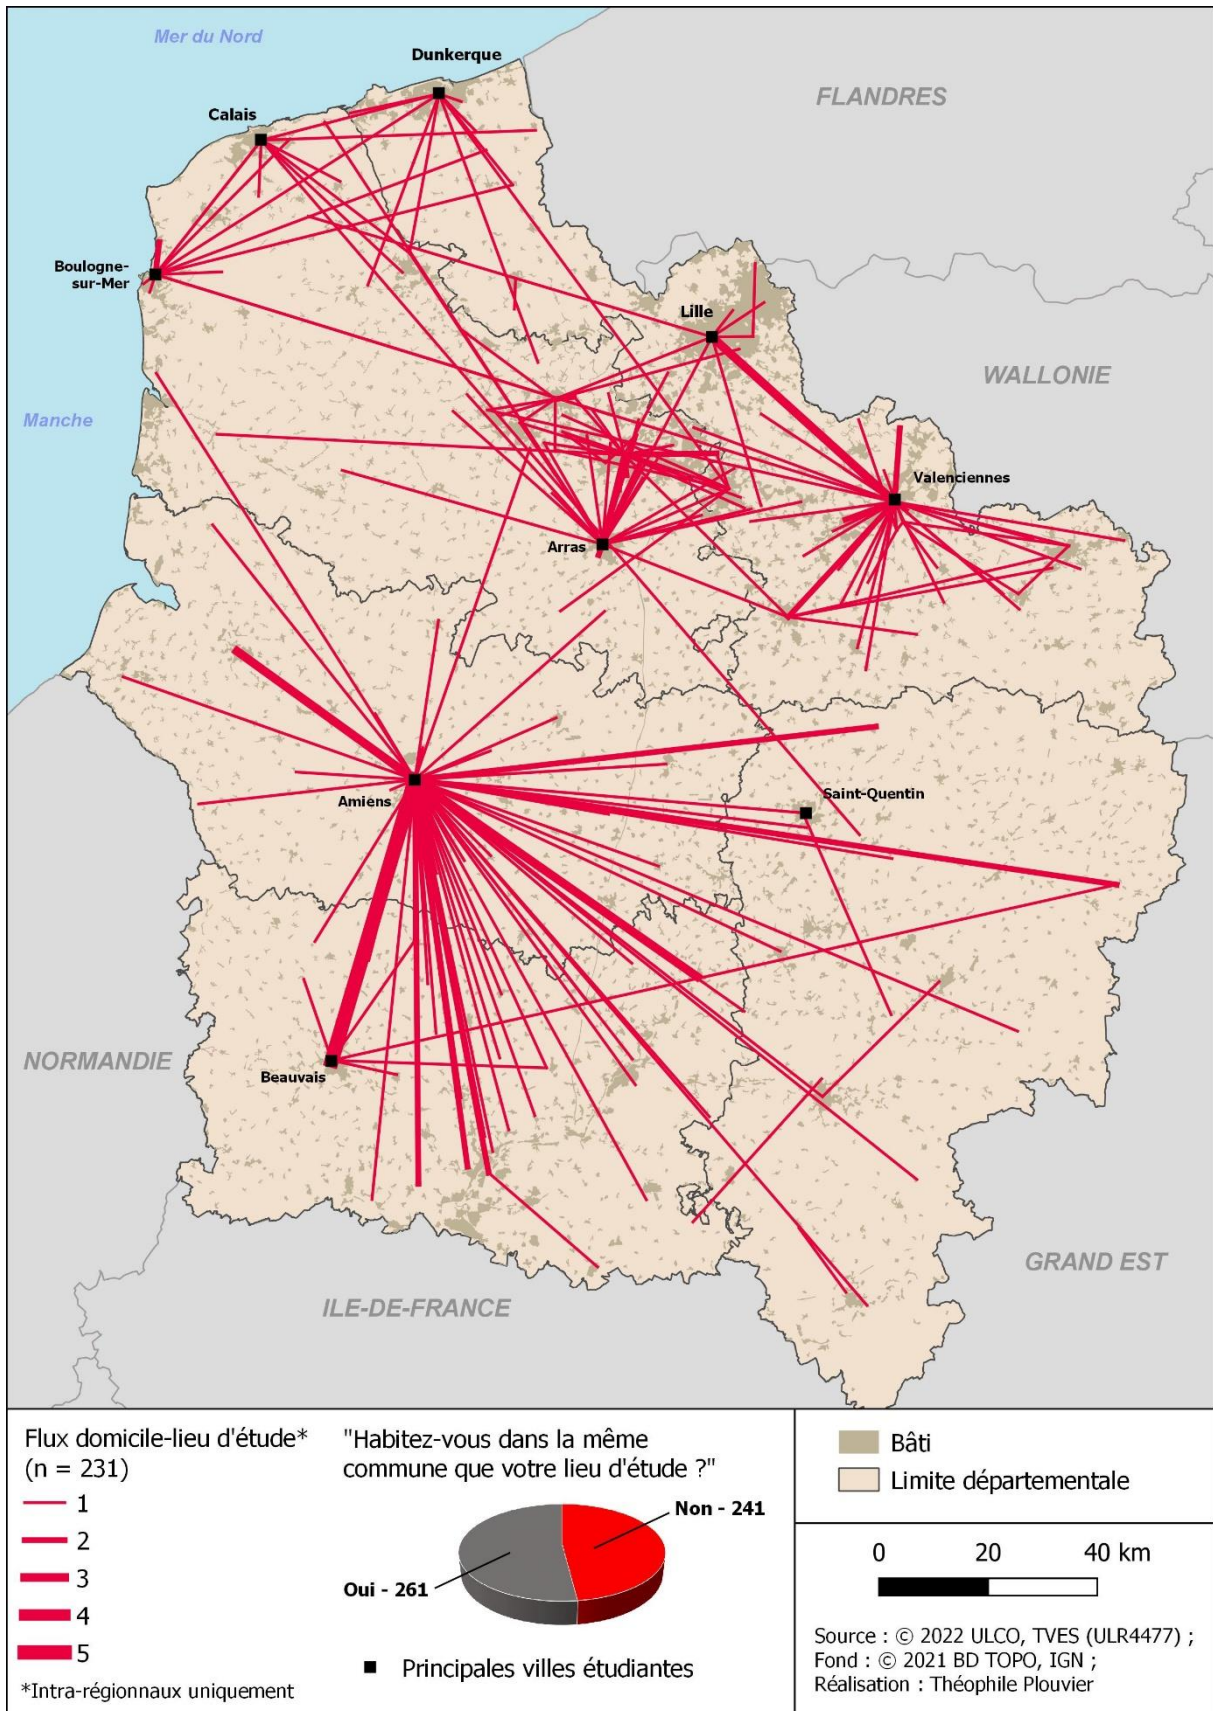 Mer du Nord
Dunkerque
FLANDRES
Calais
Boulogne-
sur-Mer
Lille
WALLONIE
Manche
Valenciennes
Arras
Amiens
Saint-Quentin
NORMANDIE
Beauvais
GRAND EST
ILE-DE-FRANCE
Flux domicile-lieu d'étude*
(n = 231)
1
2
3
4
5
*Intra-régionnaux uniquement
"Habitez-vous dans la même
commune que votre lieu d'étude ?"
Non - 241
Oui - 261
Principales villes étudiantes
Bâti
Limite départementale
0 20 40 km
Source : © 2022 ULCO, TVES (ULR4477) ;
Fond : © 2021 BD TOPO, IGN ;
Réalisation : Théophile Plouvier